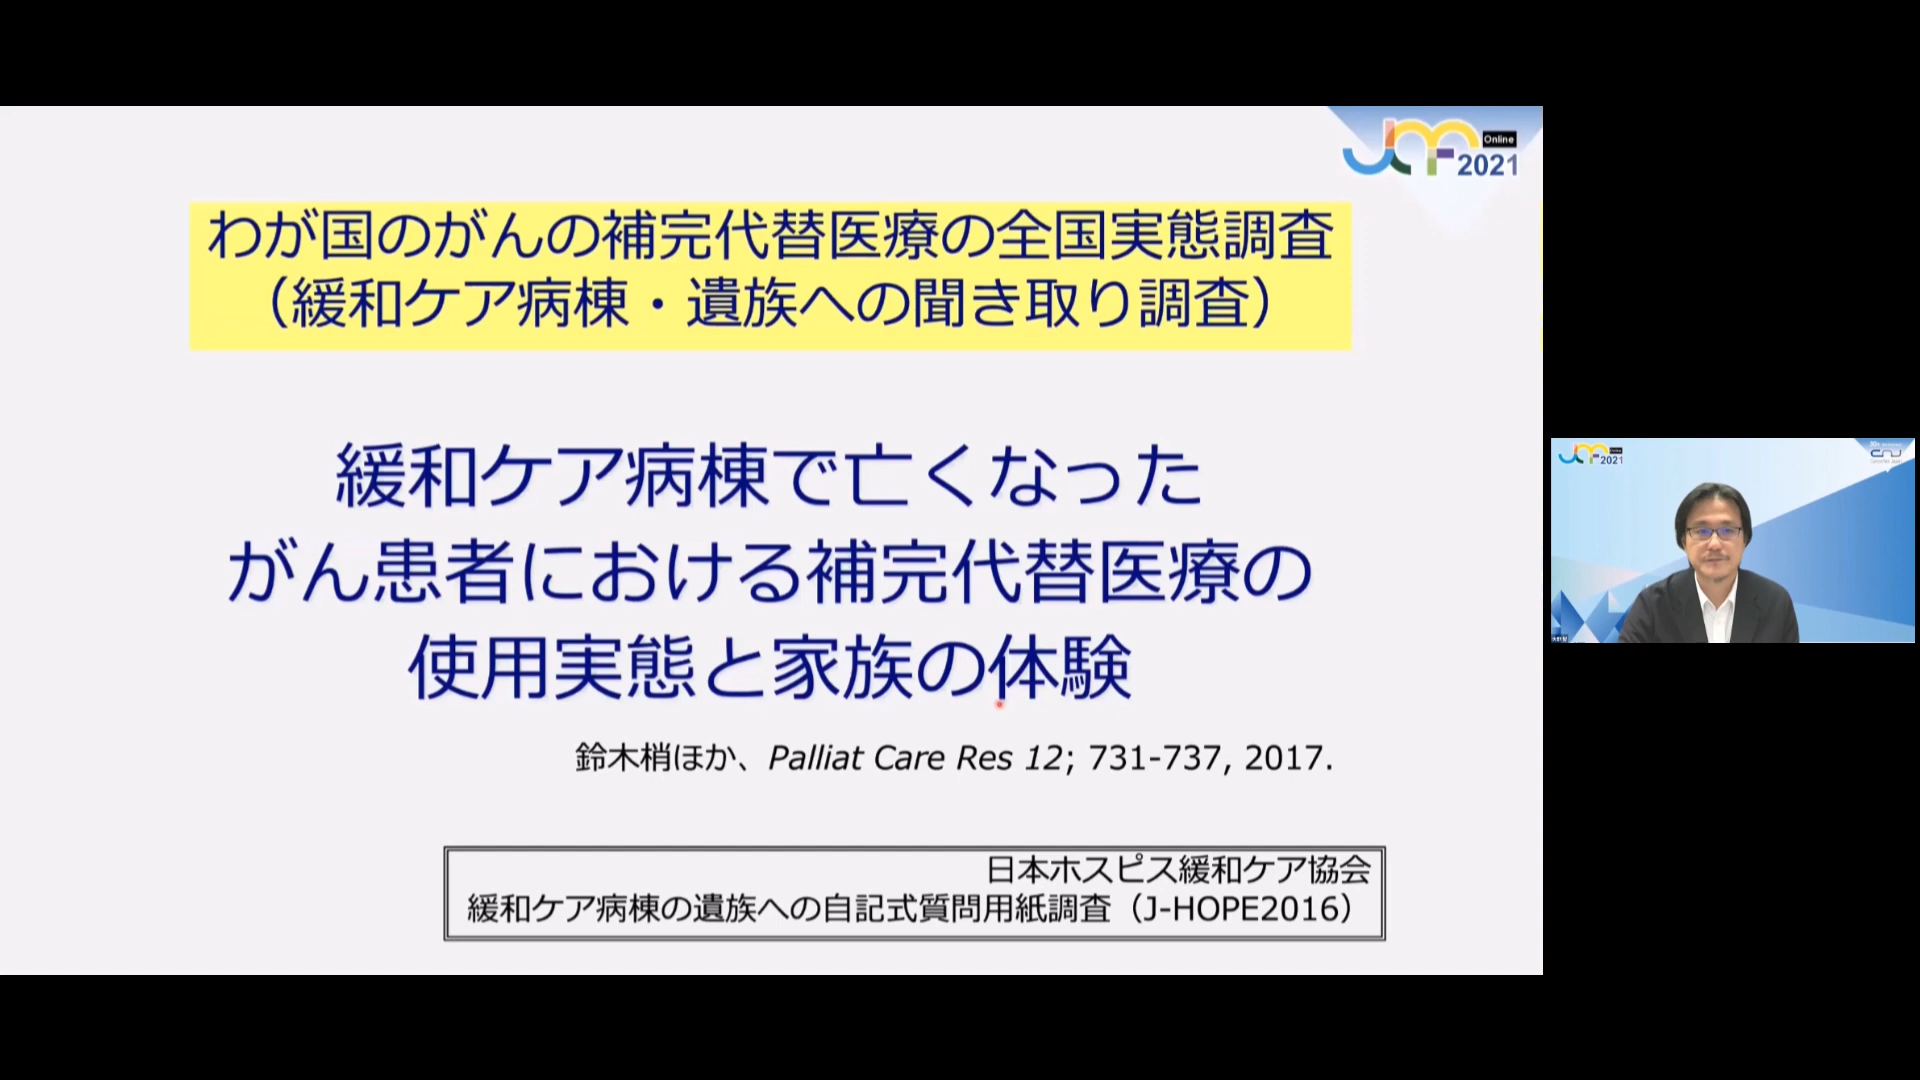 Online
2021
わが国のがんの補完代替医療の全国実態調査
（緩和ケア病棟・遺族への聞き取り調査）
緩和ケア病棟で亡くなった
がん患者における補完代替医療の
使用実態と家族の体験
鈴木梢ほか、Palliat Care Res 12; 731-737, 2017.
日本ホスピス緩和ケア協会
緩和ケア病棟の遺族への自記式質問用紙調査（J-HOPE2016）
2021